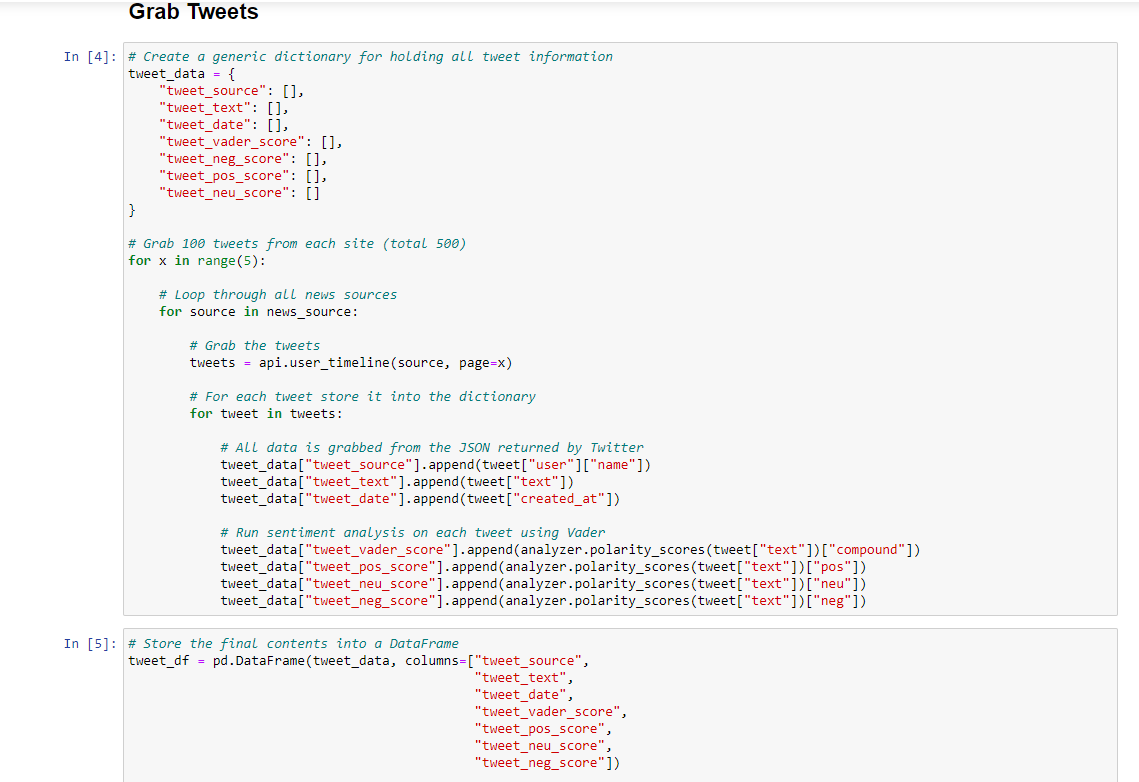 Grab Tweets
In [4]: # Create a generic dictionary for holding all tweet information
tweet_data = {
    "tweet_source": [],
    "tweet_text": [],
    "tweet_date": [],
    "tweet_vader_score": [],
    "tweet_neg_score": [],
    "tweet_pos_score": [],
    "tweet_neu_score": []
}
# Grab 100 tweets from each site (total 500)
for x in range(5):
    # Loop through all news sources
    for source in news_source:
        # Grab the tweets
        tweets = api.user_timeline(source, page=x)
        # For each tweet store it into the dictionary
        for tweet in tweets:
            # All data is grabbed from the JSON returned by Twitter
            tweet_data["tweet_source"].append(tweet["user"]["name"])
            tweet_data["tweet_text"].append(tweet["text"])
            tweet_data["tweet_date"].append(tweet["created_at"])
            # Run sentiment analysis on each tweet using Vader
            tweet_data["tweet_vader_score"].append(analyzer.polarity_scores(tweet["text"])["compound"])
            tweet_data["tweet_pos_score"].append(analyzer.polarity_scores(tweet["text"])["pos"])
            tweet_data["tweet_neu_score"].append(analyzer.polarity_scores(tweet["text"])["neu"])
            tweet_data["tweet_neg_score"].append(analyzer.polarity_scores(tweet["text"])["neg"])
In [5]: # Store the final contents into a DataFrame
tweet_df = pd.DataFrame(tweet_data, columns=["tweet_source",
                                             "tweet_text",
                                             "tweet_date",
                                             "tweet_vader_score",
                                             "tweet_pos_score",
                                             "tweet_neu_score",
                                             "tweet_neg_score"])